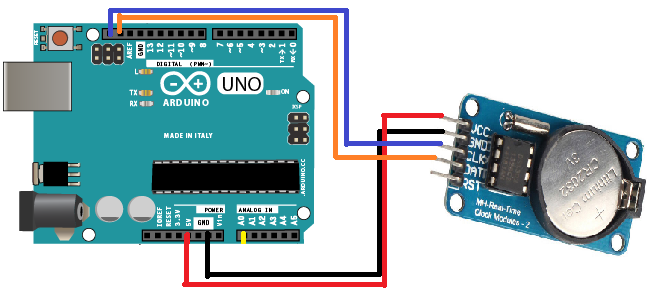 RESET
AREF
GND
13
12
~11
~10
~9
8
7
~6
~5
4
~3
2
TX→1
RX←0
DIGITAL (PWM~)
L
TX
RX
ARDUINO
UNO
ON
ICSP
MADE IN ITALY
ARDUINO.CC
IOREF
RESET
3.3V
5V
GND
Vin
POWER
ANALOG IN
A0
A1
A2
A3
A4
A5
VCC
GND
CLK
DAT
RST
MH-Real-Time
Clock Modules - 2
CR2032
3V
Lithium Cell
+